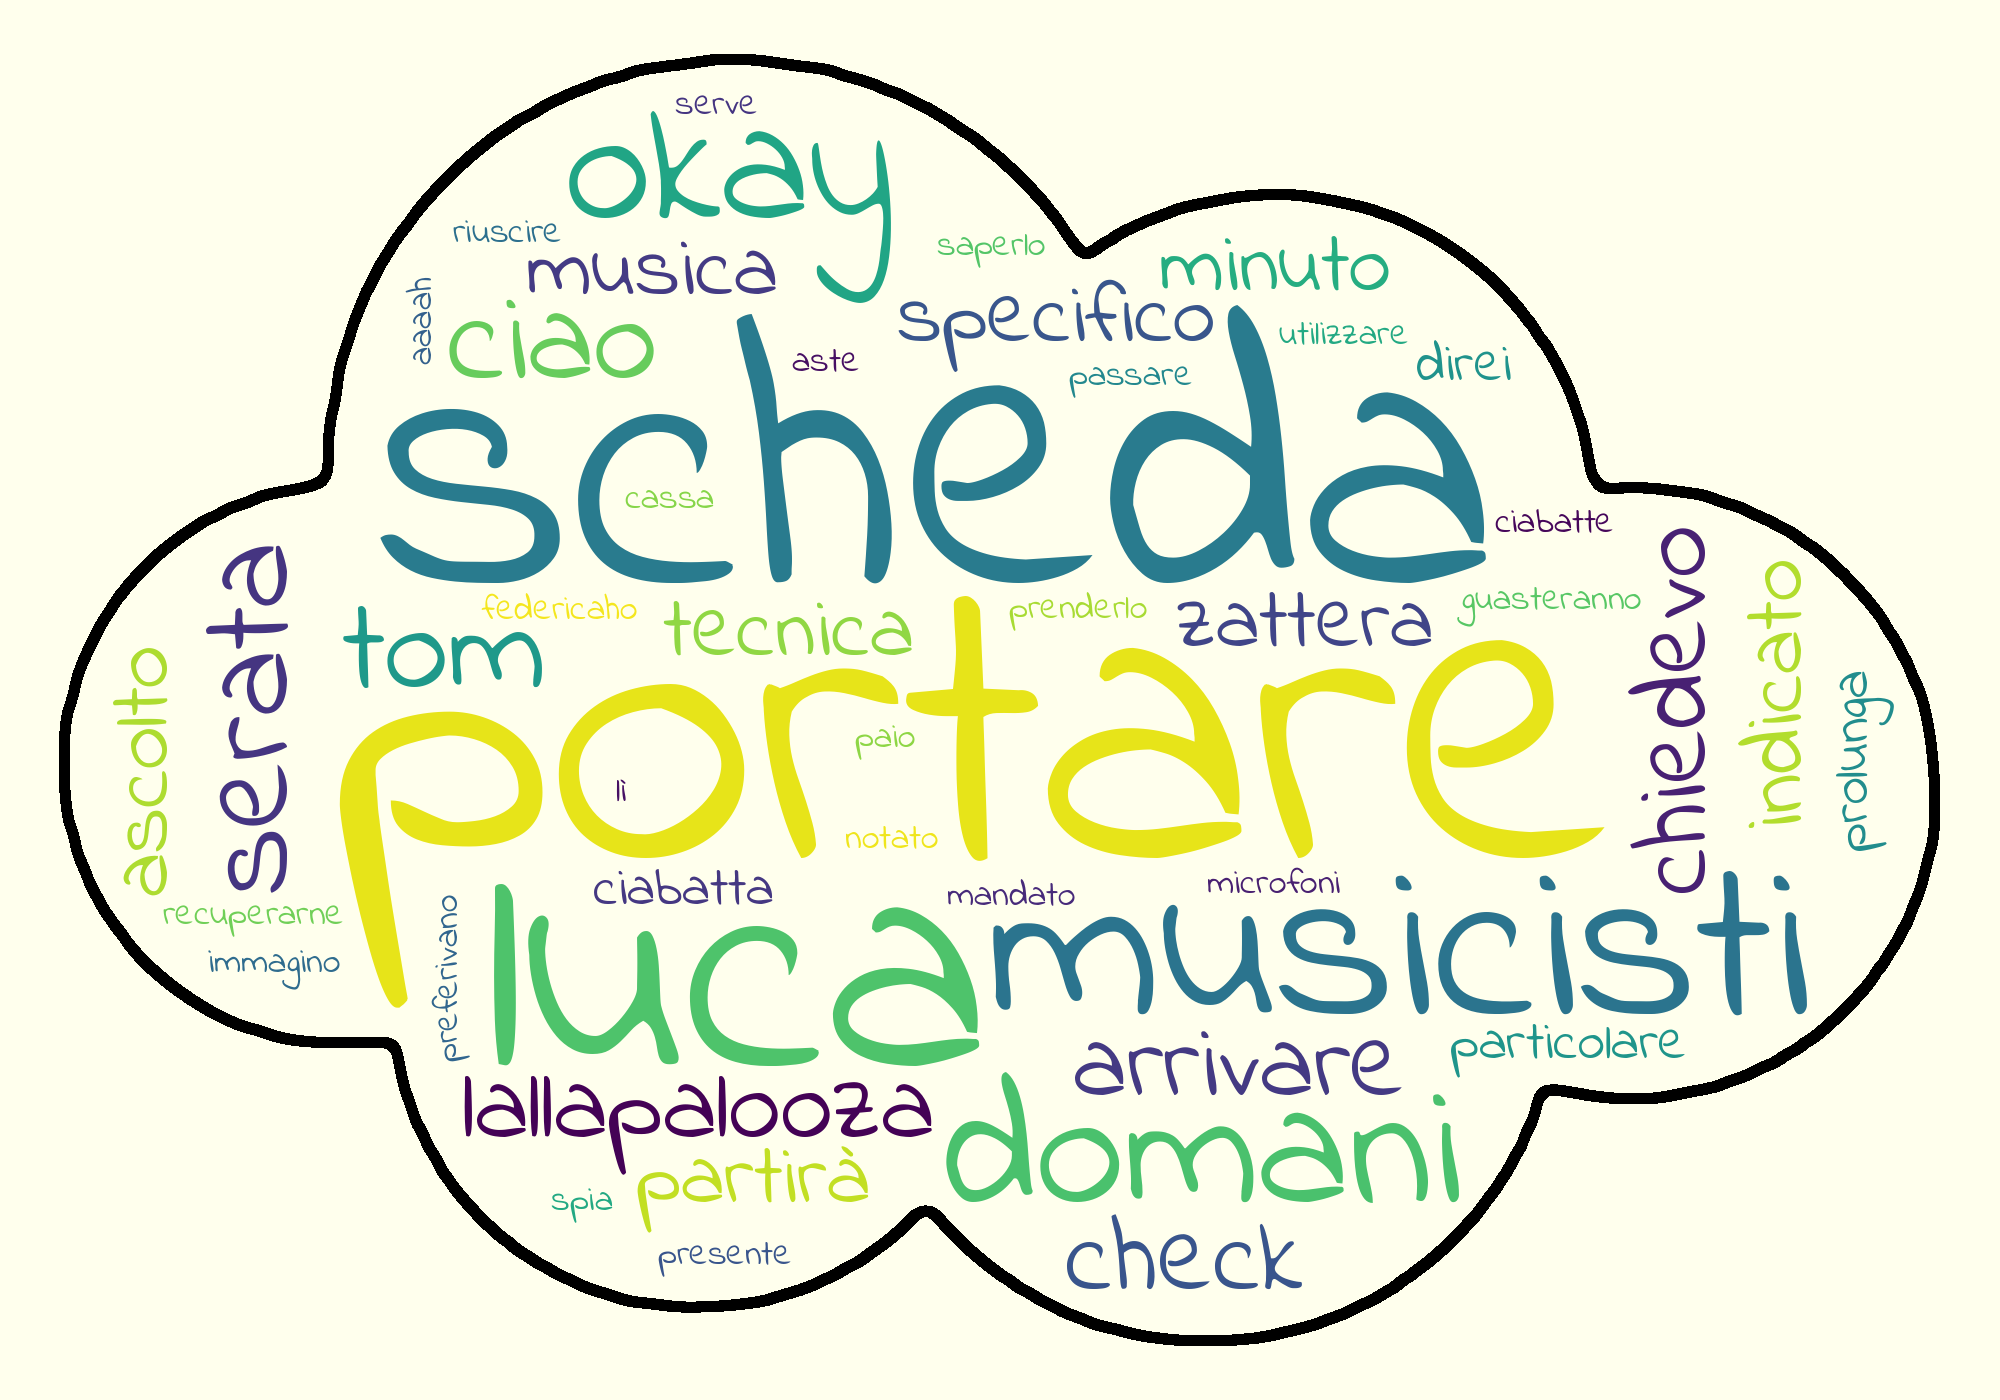 serve
okay
riuscire
musica
saperlo
minuto
aaaah
ciao
specifico
utilizzare
direi
aste
passare
scheda
cassa
ciabatte
serata
chiedevo
indicato
federicaho
tecnica
prenderlo
zattera
guasteranno
tom
ascolto
portare
prolunga
paio
lì
notato
ciabatta
mandato
microfoni
recuperarne
immagino
preferivano
luca
musicisti
arrivare
particolare
lallapalooza
domani
partirà
spia
presente
check